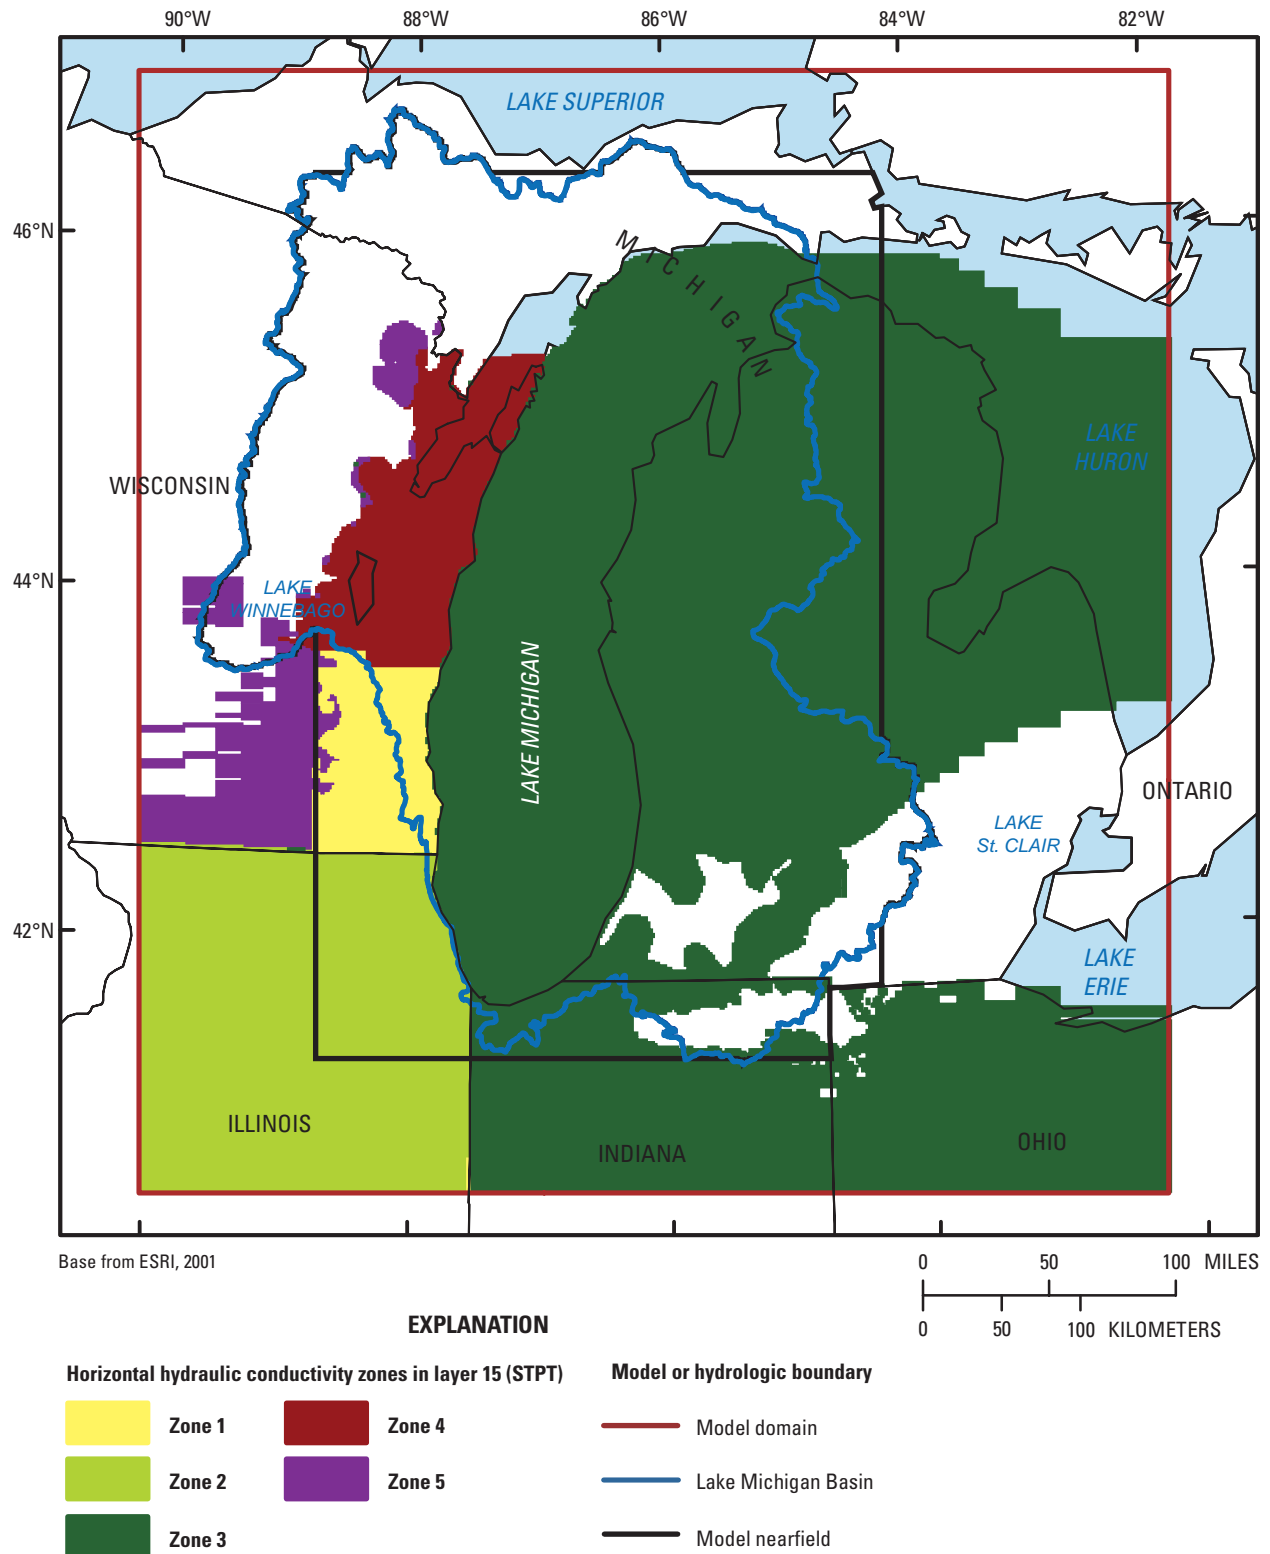 90°W 88°W 86°W 84°W 82°W
LAKE SUPERIOR
46°N
MICHIGAN
LAKE
HURON
WISCONSIN
44°N
LAKE
WINNEBAGO
LAKE MICHIGAN
ONTARIO
LAKE
St. CLAIR
42°N
LAKE
ERIE
ILLINOIS
INDIANA
OHIO
Base from ESRI, 2001
0 50 100 MILES
0 50 100 KILOMETERS
EXPLANATION
Horizontal hydraulic conductivity zones in layer 15 (STPT)
Zone 1
Zone 2
Zone 3
Zone 4
Zone 5
Model or hydrologic boundary
Model domain
Lake Michigan Basin
Model nearfield